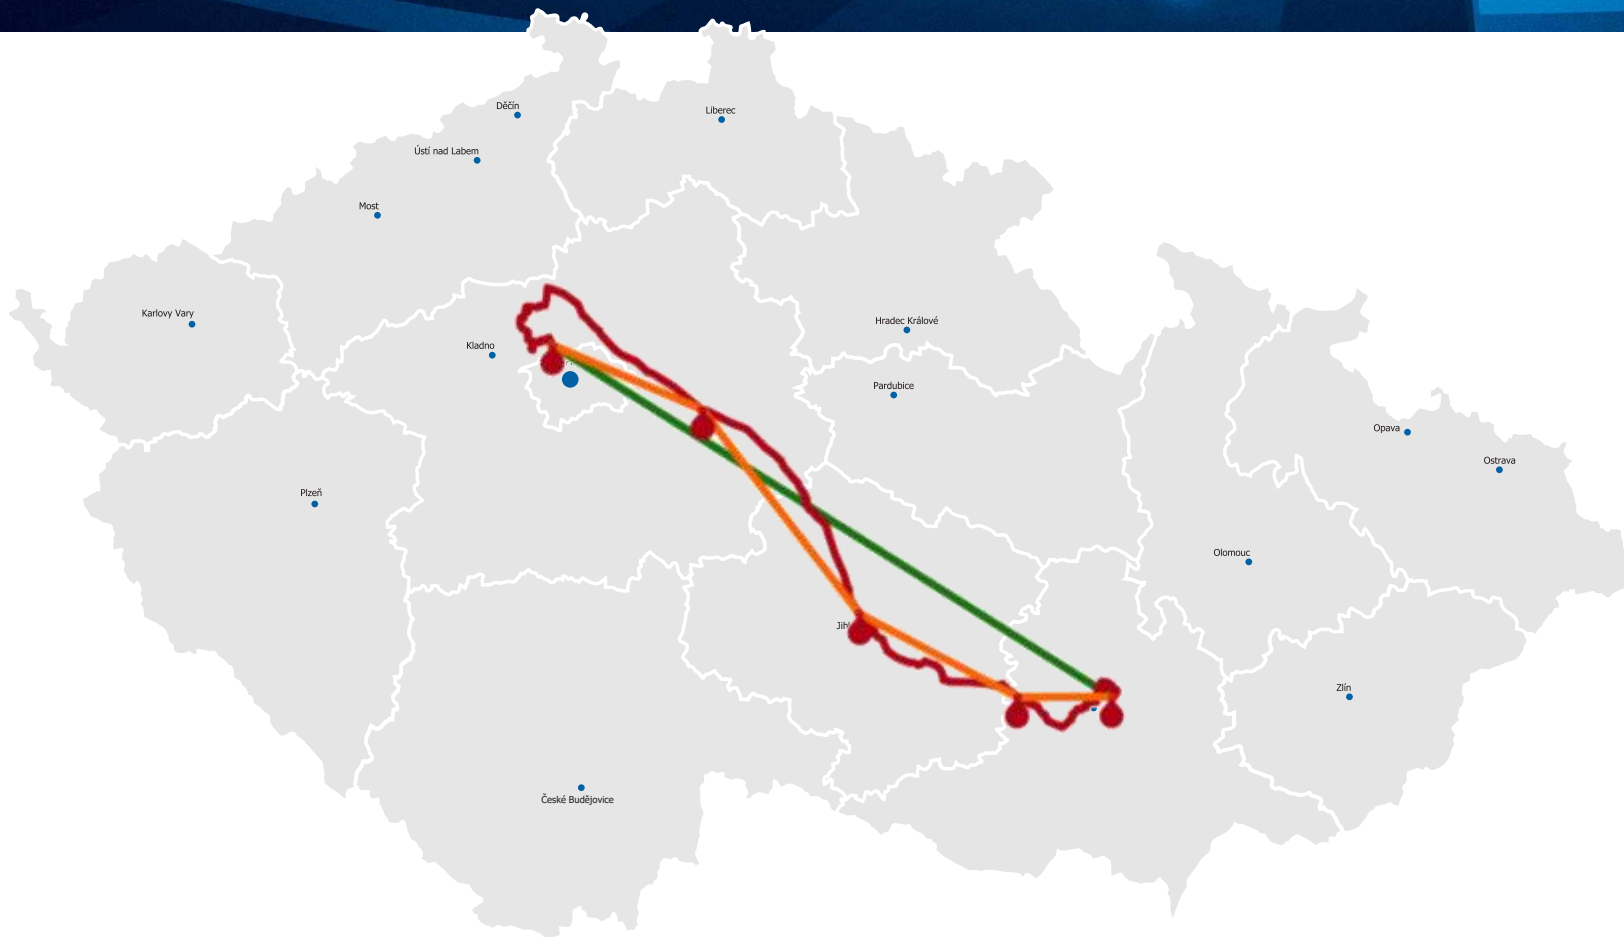 Děčín
Liberec
Ústí nad Labem
Most
Karlovy Vary
Hradec Králové
Kladno
Pardubice
Opava
Ostrava
Plzeň
Olomouc
Zlín
České Budějovice